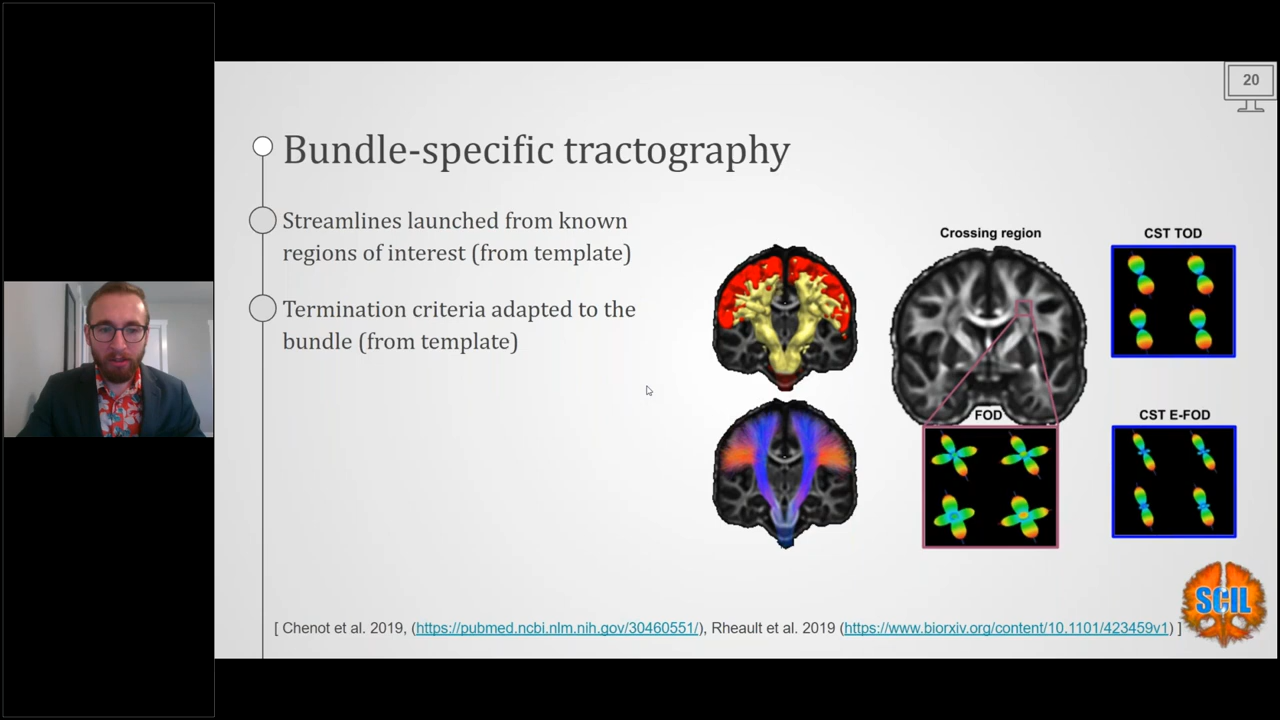 20
Bundle-specific tractography
Streamlines launched from known
regions of interest (from template)
Termination criteria adapted to the
bundle (from template)
Crossing region
CST TOD
FOD
CST E-FOD
SCIL
[ Chenot et al. 2019, (https://pubmed.ncbi.nlm.nih.gov/30460551/), Rheault et al. 2019 (https://www.biorxiv.org/content/10.1101/423459v1) ]